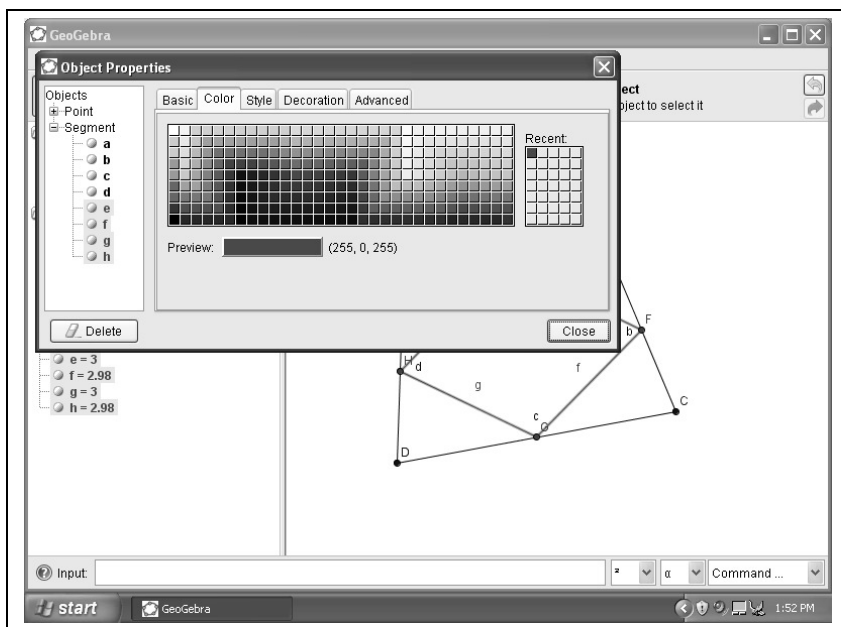 GeoGebra
Object Properties
Objects
Point
Segment
a
b
c
d
e
f
g
h
Basic Color Style Decoration Advanced
Recent:
Preview: (255, 0, 255)
Delete
Close
ject to select it
e = 3
f = 2.98
g = 3
h = 2.98
F
b
H
d
f
g
c
G
C
D
Input:
²
α
Command ...
start
GeoGebra
1:52 PM